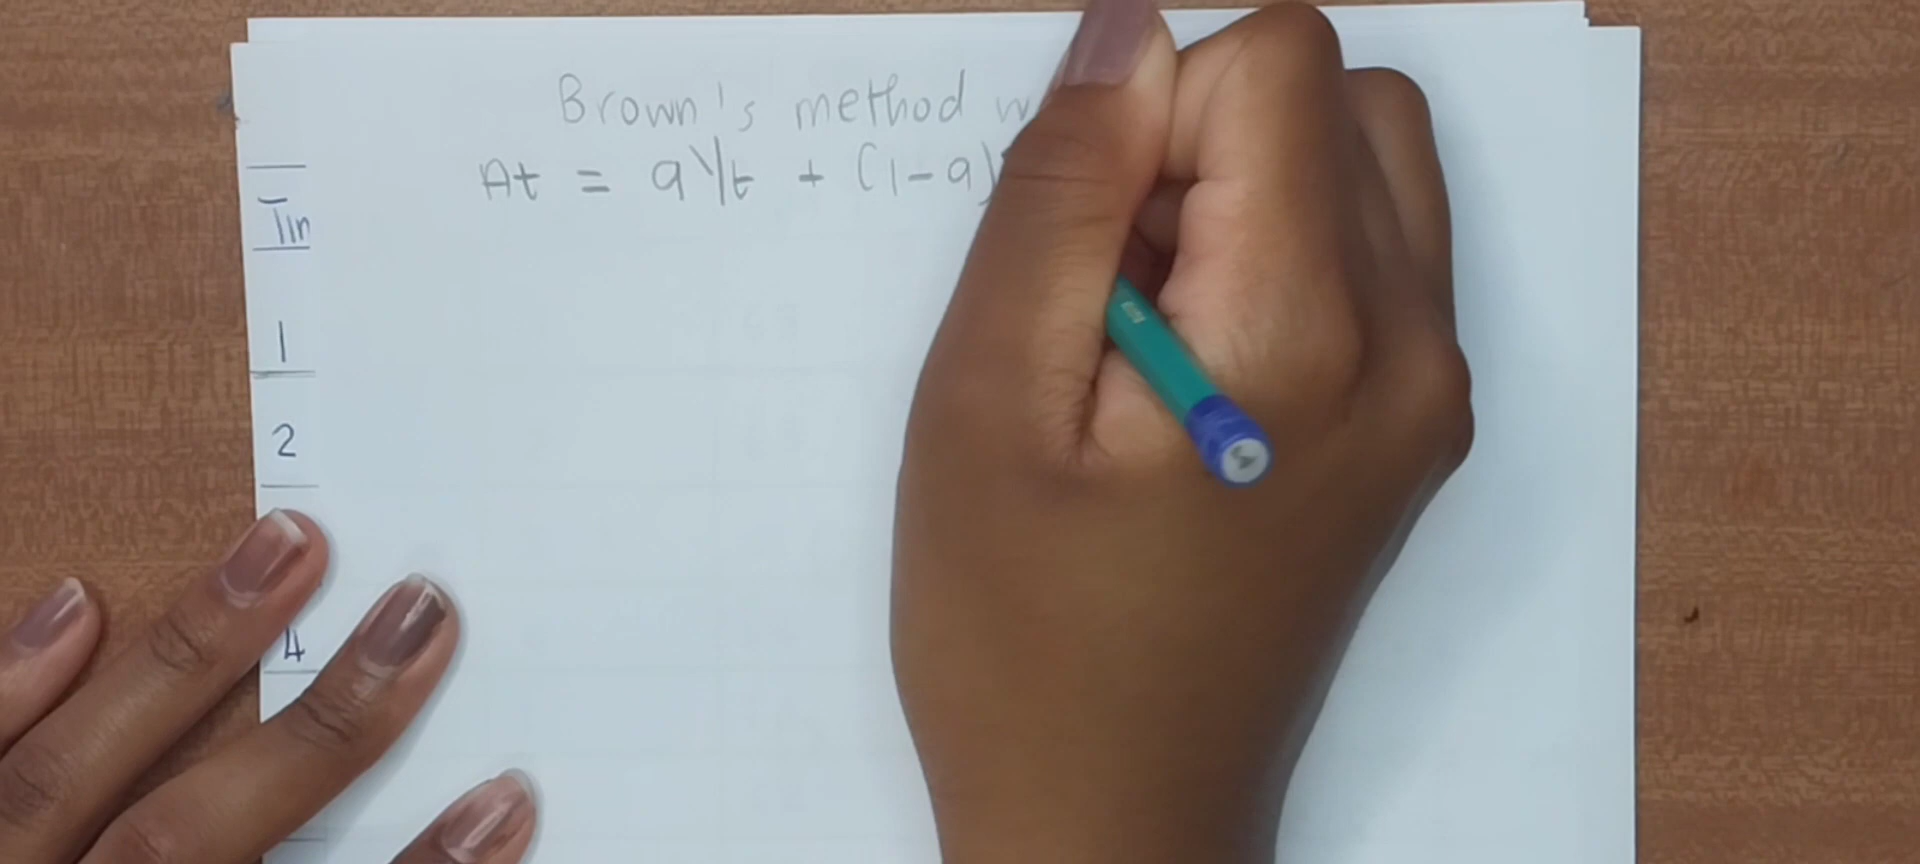 Brown's method w
At = aYt + (1-a)
Tin
1
2
4